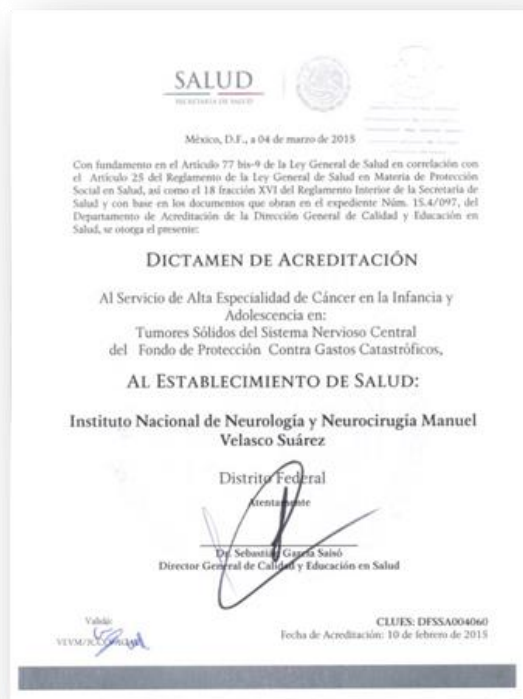 SALUD
SECRETARÍA DE SALUD
México, D.F., a 04 de marzo de 2015
Con fundamento en el Artículo 77 bis-9 de la Ley General de Salud en correlación con
el Artículo 25 del Reglamento de la Ley General de Salud en Materia de Protección
Social en Salud, así como el 18 fracción XVI del Reglamento Interior de la Secretaría de
Salud y con base en los documentos que obran en el expediente Núm. 15.4/097, del
Departamento de Acreditación de la Dirección General de Calidad y Educación en
Salud, se otorga el presente:
DICTAMEN DE ACREDITACIÓN
Al Servicio de Alta Especialidad de Cáncer en la Infancia y
Adolescencia en:
Tumores Sólidos del Sistema Nervioso Central
del Fondo de Protección Contra Gastos Catastróficos,
AL ESTABLECIMIENTO DE SALUD:
Instituto Nacional de Neurología y Neurocirugía Manuel
Velasco Suárez
Distrito Federal
Atentamente
Dr. Sebastián García Saisó
Director General de Calidad y Educación en Salud
Validó:
CLUES: DFSSA004060
Fecha de Acreditación: 10 de febrero de 2015